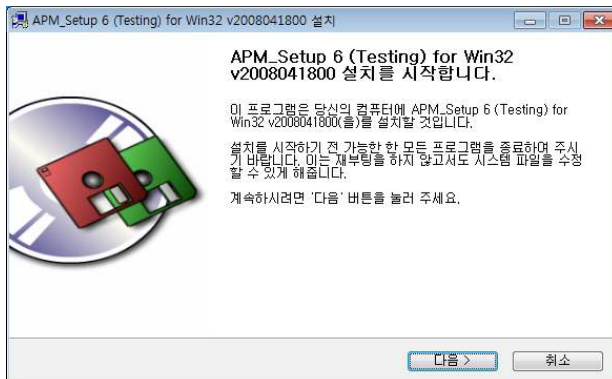 APM_Setup 6 (Testing) for Win32 v2008041800 설치
APM_Setup 6 (Testing) for Win32
v2008041800 설치를 시작합니다.
이 프로그램은 당신의 컴퓨터에 APM_Setup 6 (Testing) for
Win32 v2008041800(을)를 설치할 것입니다.
설치를 시작하기 전 가능한 한 모든 프로그램을 종료하여 주시
기 바랍니다. 이는 재부팅을 하지 않고서도 시스템 파일을 수정
할 수 있게 해줍니다.
계속하시려면 '다음' 버튼을 눌러 주세요.
다음 >
취소